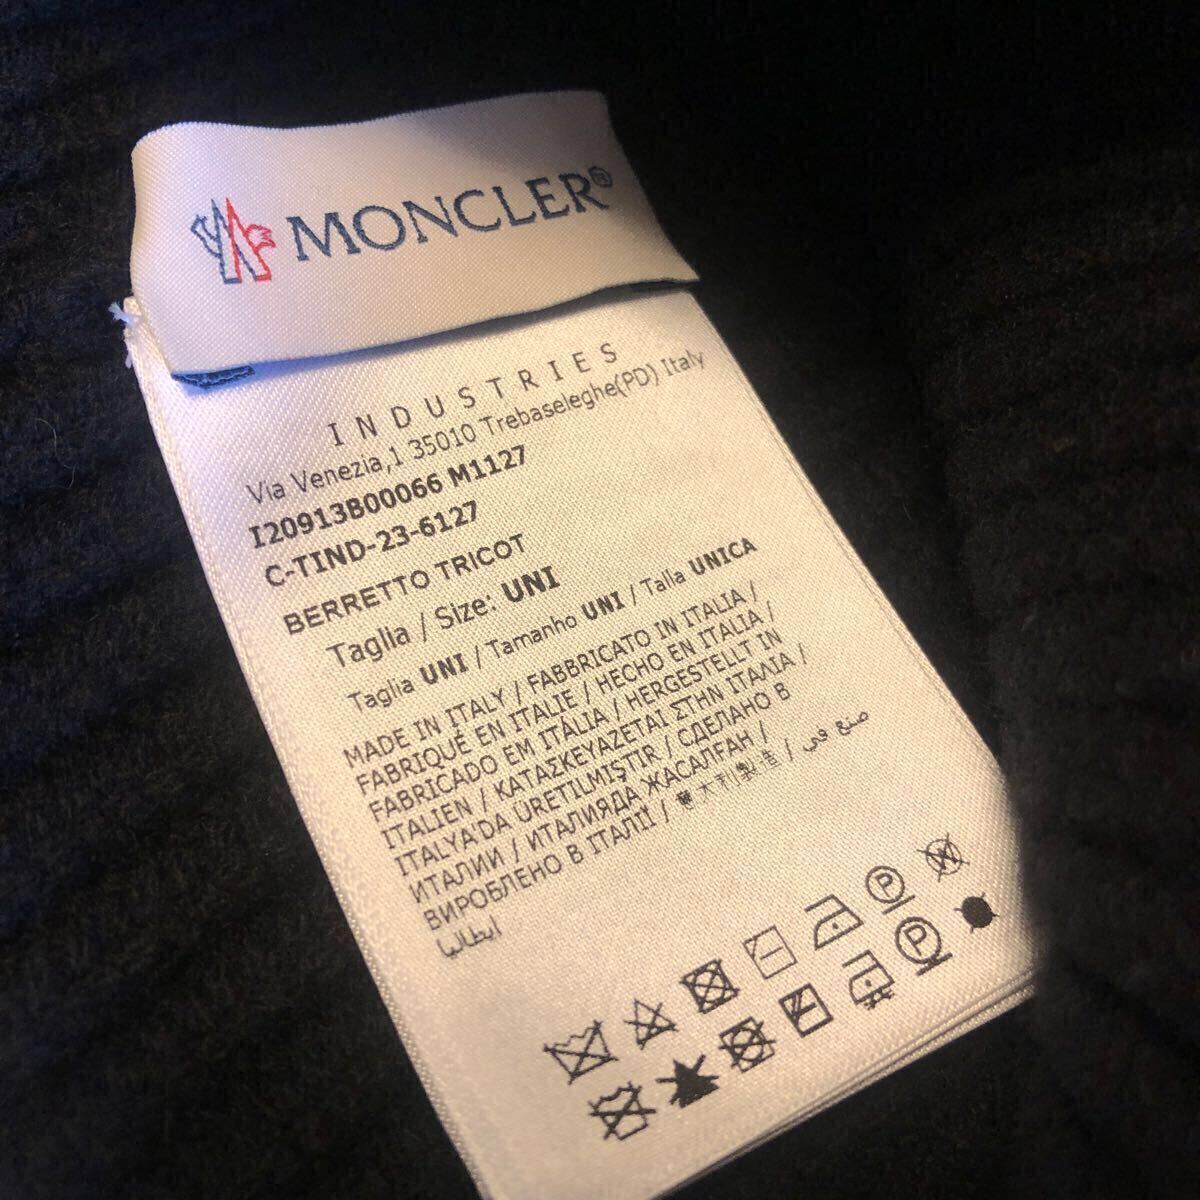 MONCLER®
INDUSTRIES
Via Venezia,1 35010 Trebaseleghe(PD) Italy
I20913B00066 M1127
C-TIND-23-6127
BERRETTO TRICOT
Taglia / Size: UNI
Taglia UNI / Tamanho UNI / Talla UNICA
MADE IN ITALY / FABBRICATO IN ITALIA /
FABRIQUÉ EN ITALIE / HECHO EN ITALIA /
FABRICADO EM ITÁLIA / HERGESTELLT IN
ITALIEN / ΚΑΤΑΣΚΕΥΑΖΕΤΑΙ ΣΤΗΝ ΙΤΑΛΙΑ /
ITALYA'DA ÜRETILMIŞTIR / СДЕЛАНО В
ИТАЛИИ / ИТАЛИЯДА ЖАСАЛҒАН /
ВИРОБЛЕНО В ІТАЛІЇ / 意大利製造 / صنع في
ايطاليا
P
W
P